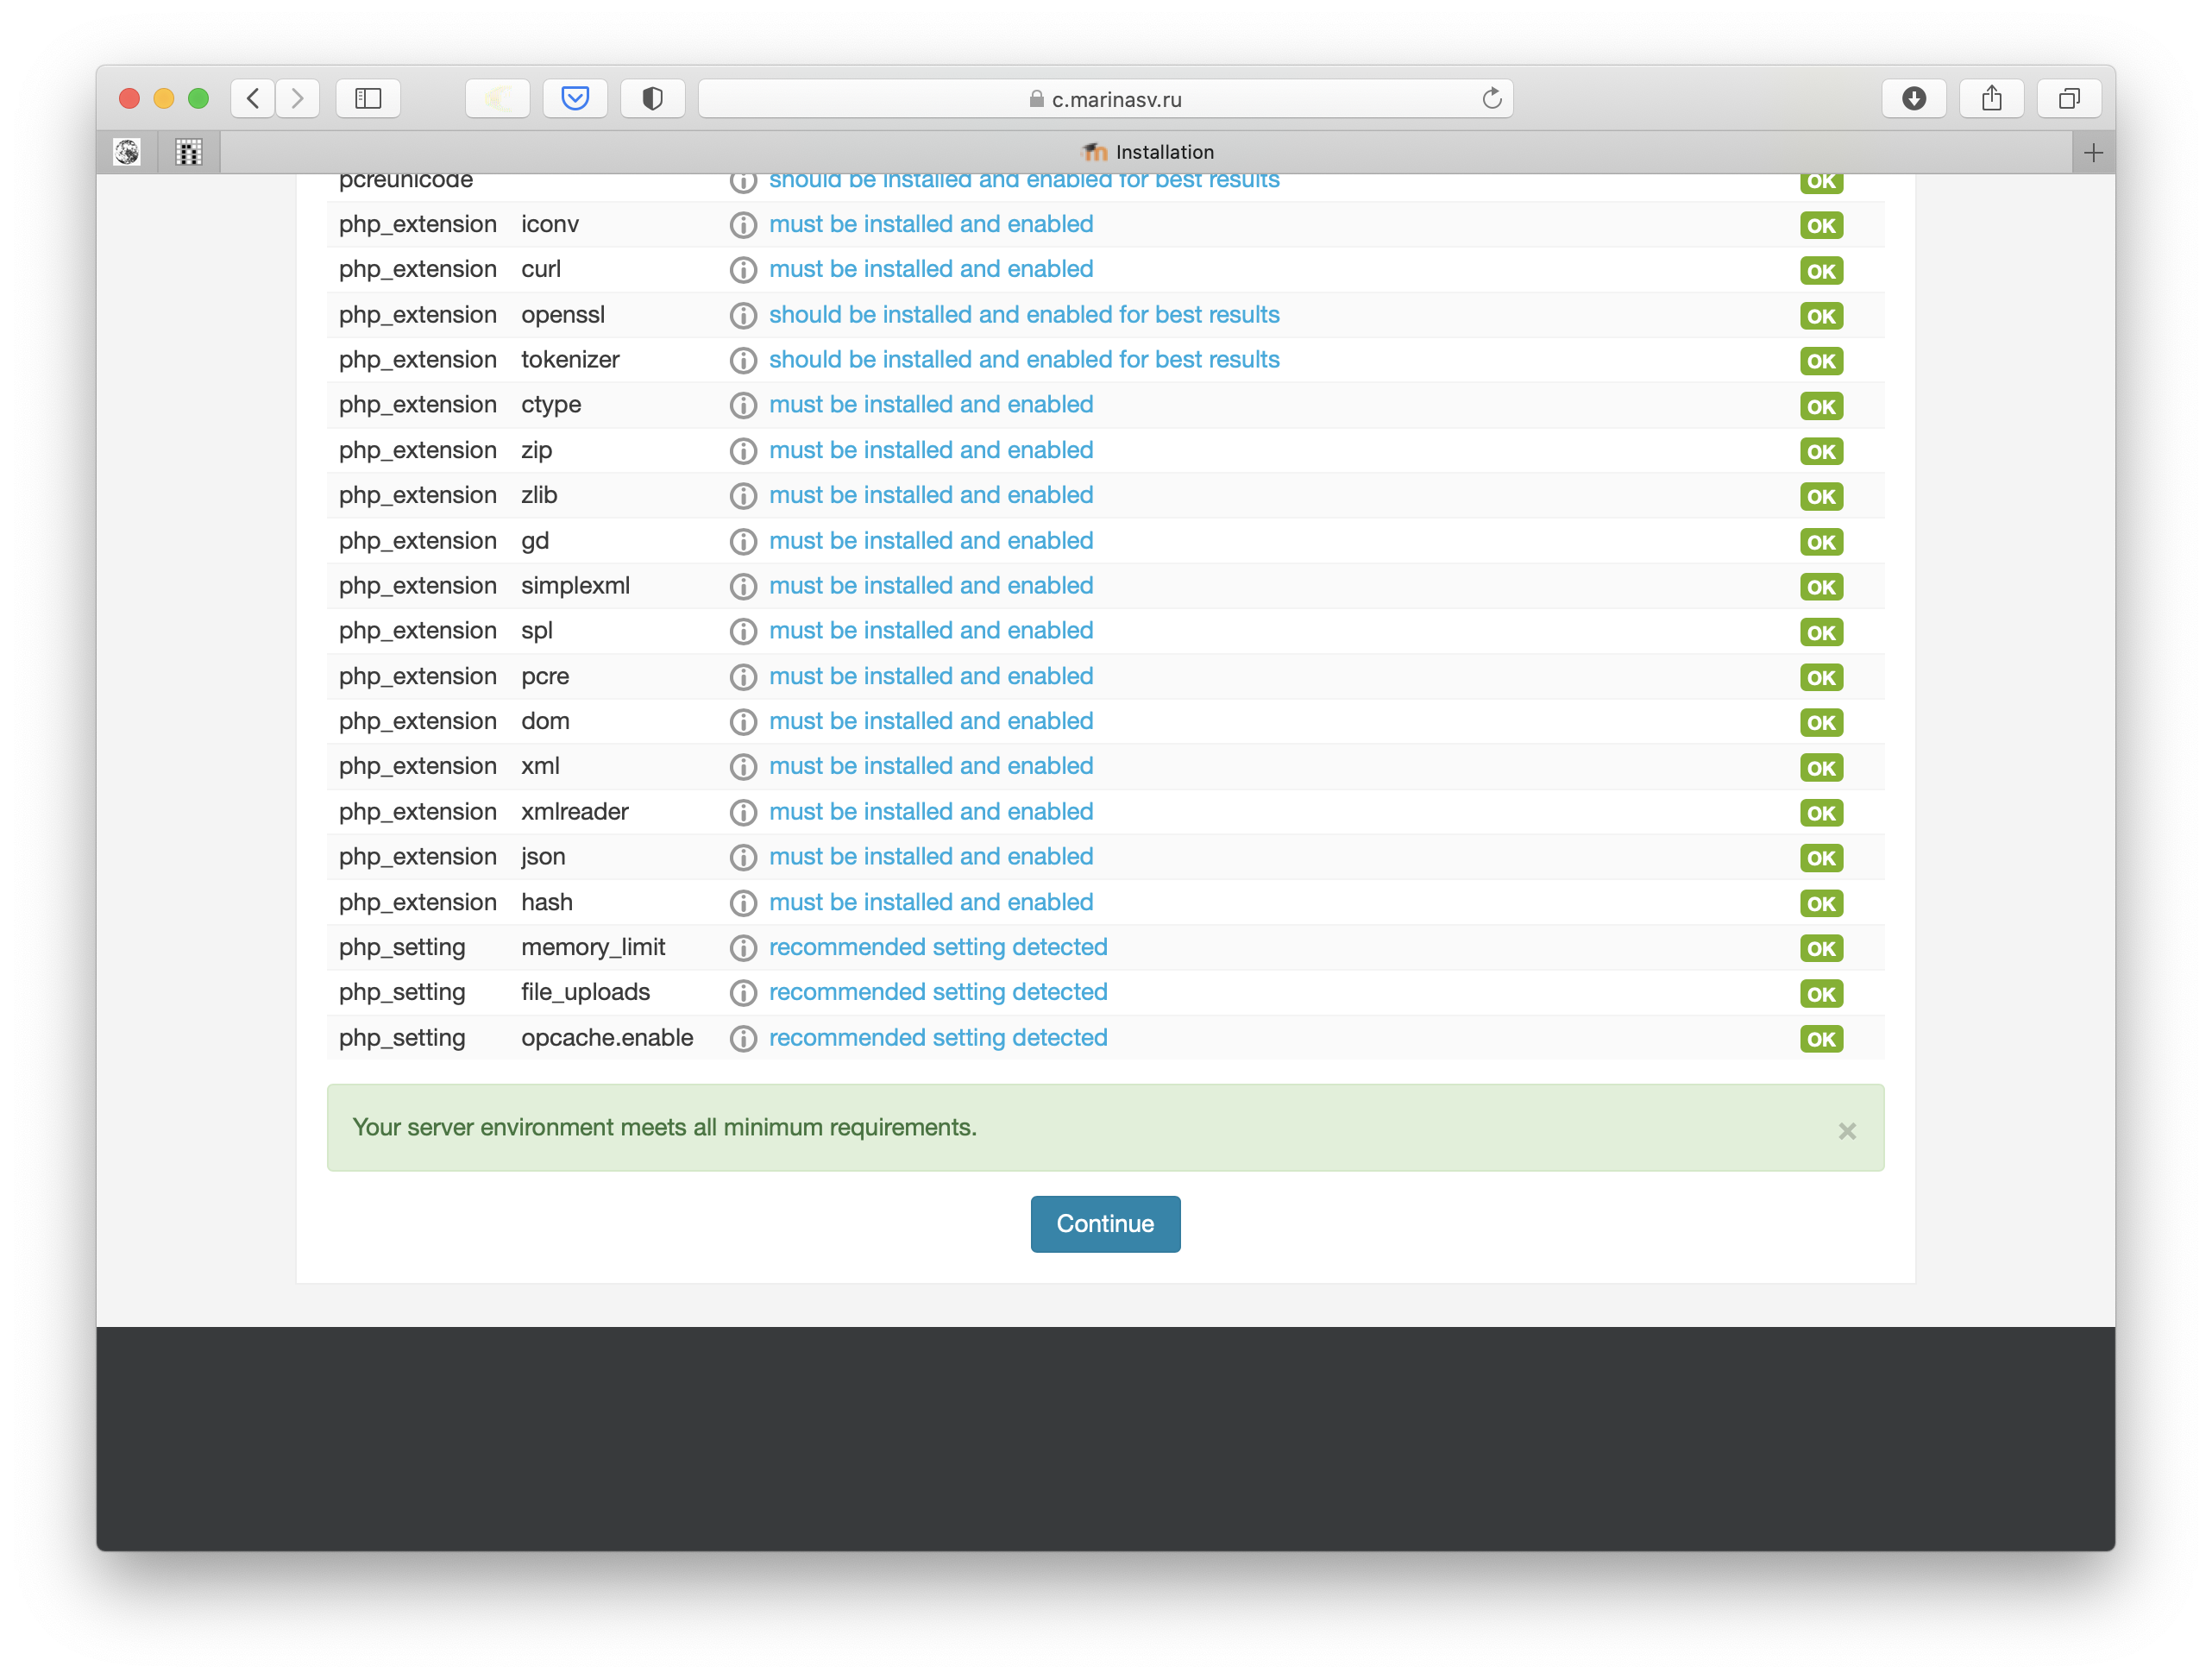 c.marinasv.ru
Installation
pcreunicode should be installed and enabled for best results OK
php_extension iconv must be installed and enabled OK
php_extension curl must be installed and enabled OK
php_extension openssl should be installed and enabled for best results OK
php_extension tokenizer should be installed and enabled for best results OK
php_extension ctype must be installed and enabled OK
php_extension zip must be installed and enabled OK
php_extension zlib must be installed and enabled OK
php_extension gd must be installed and enabled OK
php_extension simplexml must be installed and enabled OK
php_extension spl must be installed and enabled OK
php_extension pcre must be installed and enabled OK
php_extension dom must be installed and enabled OK
php_extension xml must be installed and enabled OK
php_extension xmlreader must be installed and enabled OK
php_extension json must be installed and enabled OK
php_extension hash must be installed and enabled OK
php_setting memory_limit recommended setting detected OK
php_setting file_uploads recommended setting detected OK
php_setting opcache.enable recommended setting detected OK
Your server environment meets all minimum requirements. ×
Continue